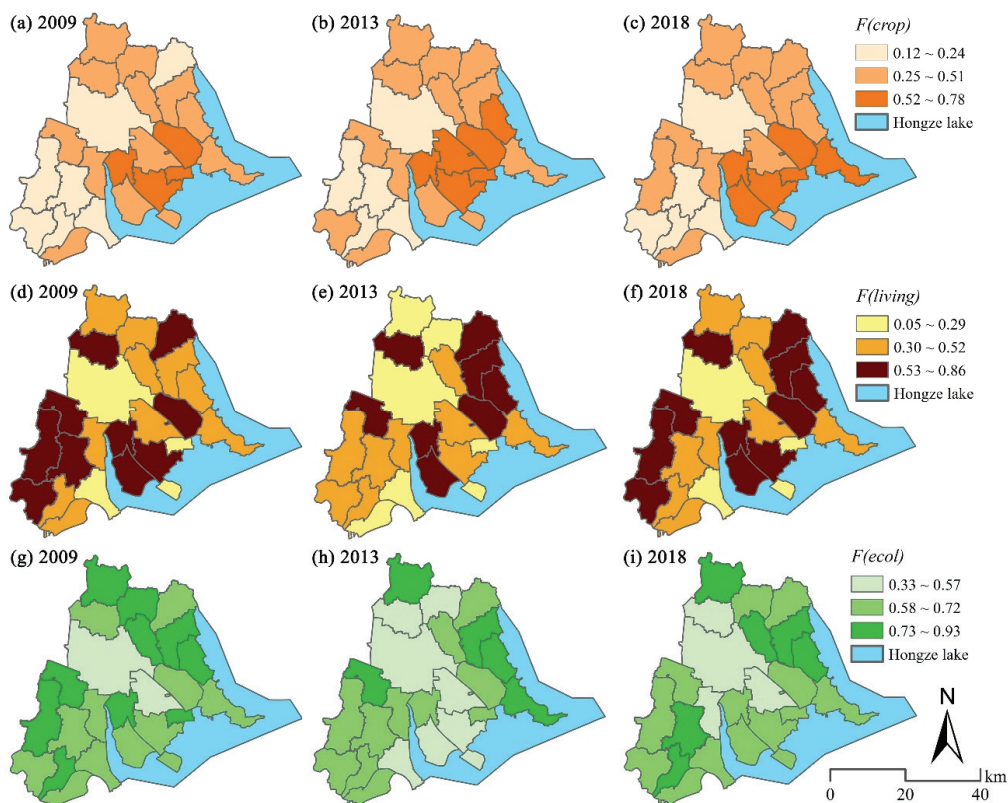 (a) 2009
(b) 2013
(c) 2018
F(crop)
0.12 ~ 0.24
0.25 ~ 0.51
0.52 ~ 0.78
Hongze lake
(d) 2009
(e) 2013
(f) 2018
F(living)
0.05 ~ 0.29
0.30 ~ 0.52
0.53 ~ 0.86
Hongze lake
(g) 2009
(h) 2013
(i) 2018
F(ecol)
0.33 ~ 0.57
0.58 ~ 0.72
0.73 ~ 0.93
Hongze lake
N
km
0 20 40